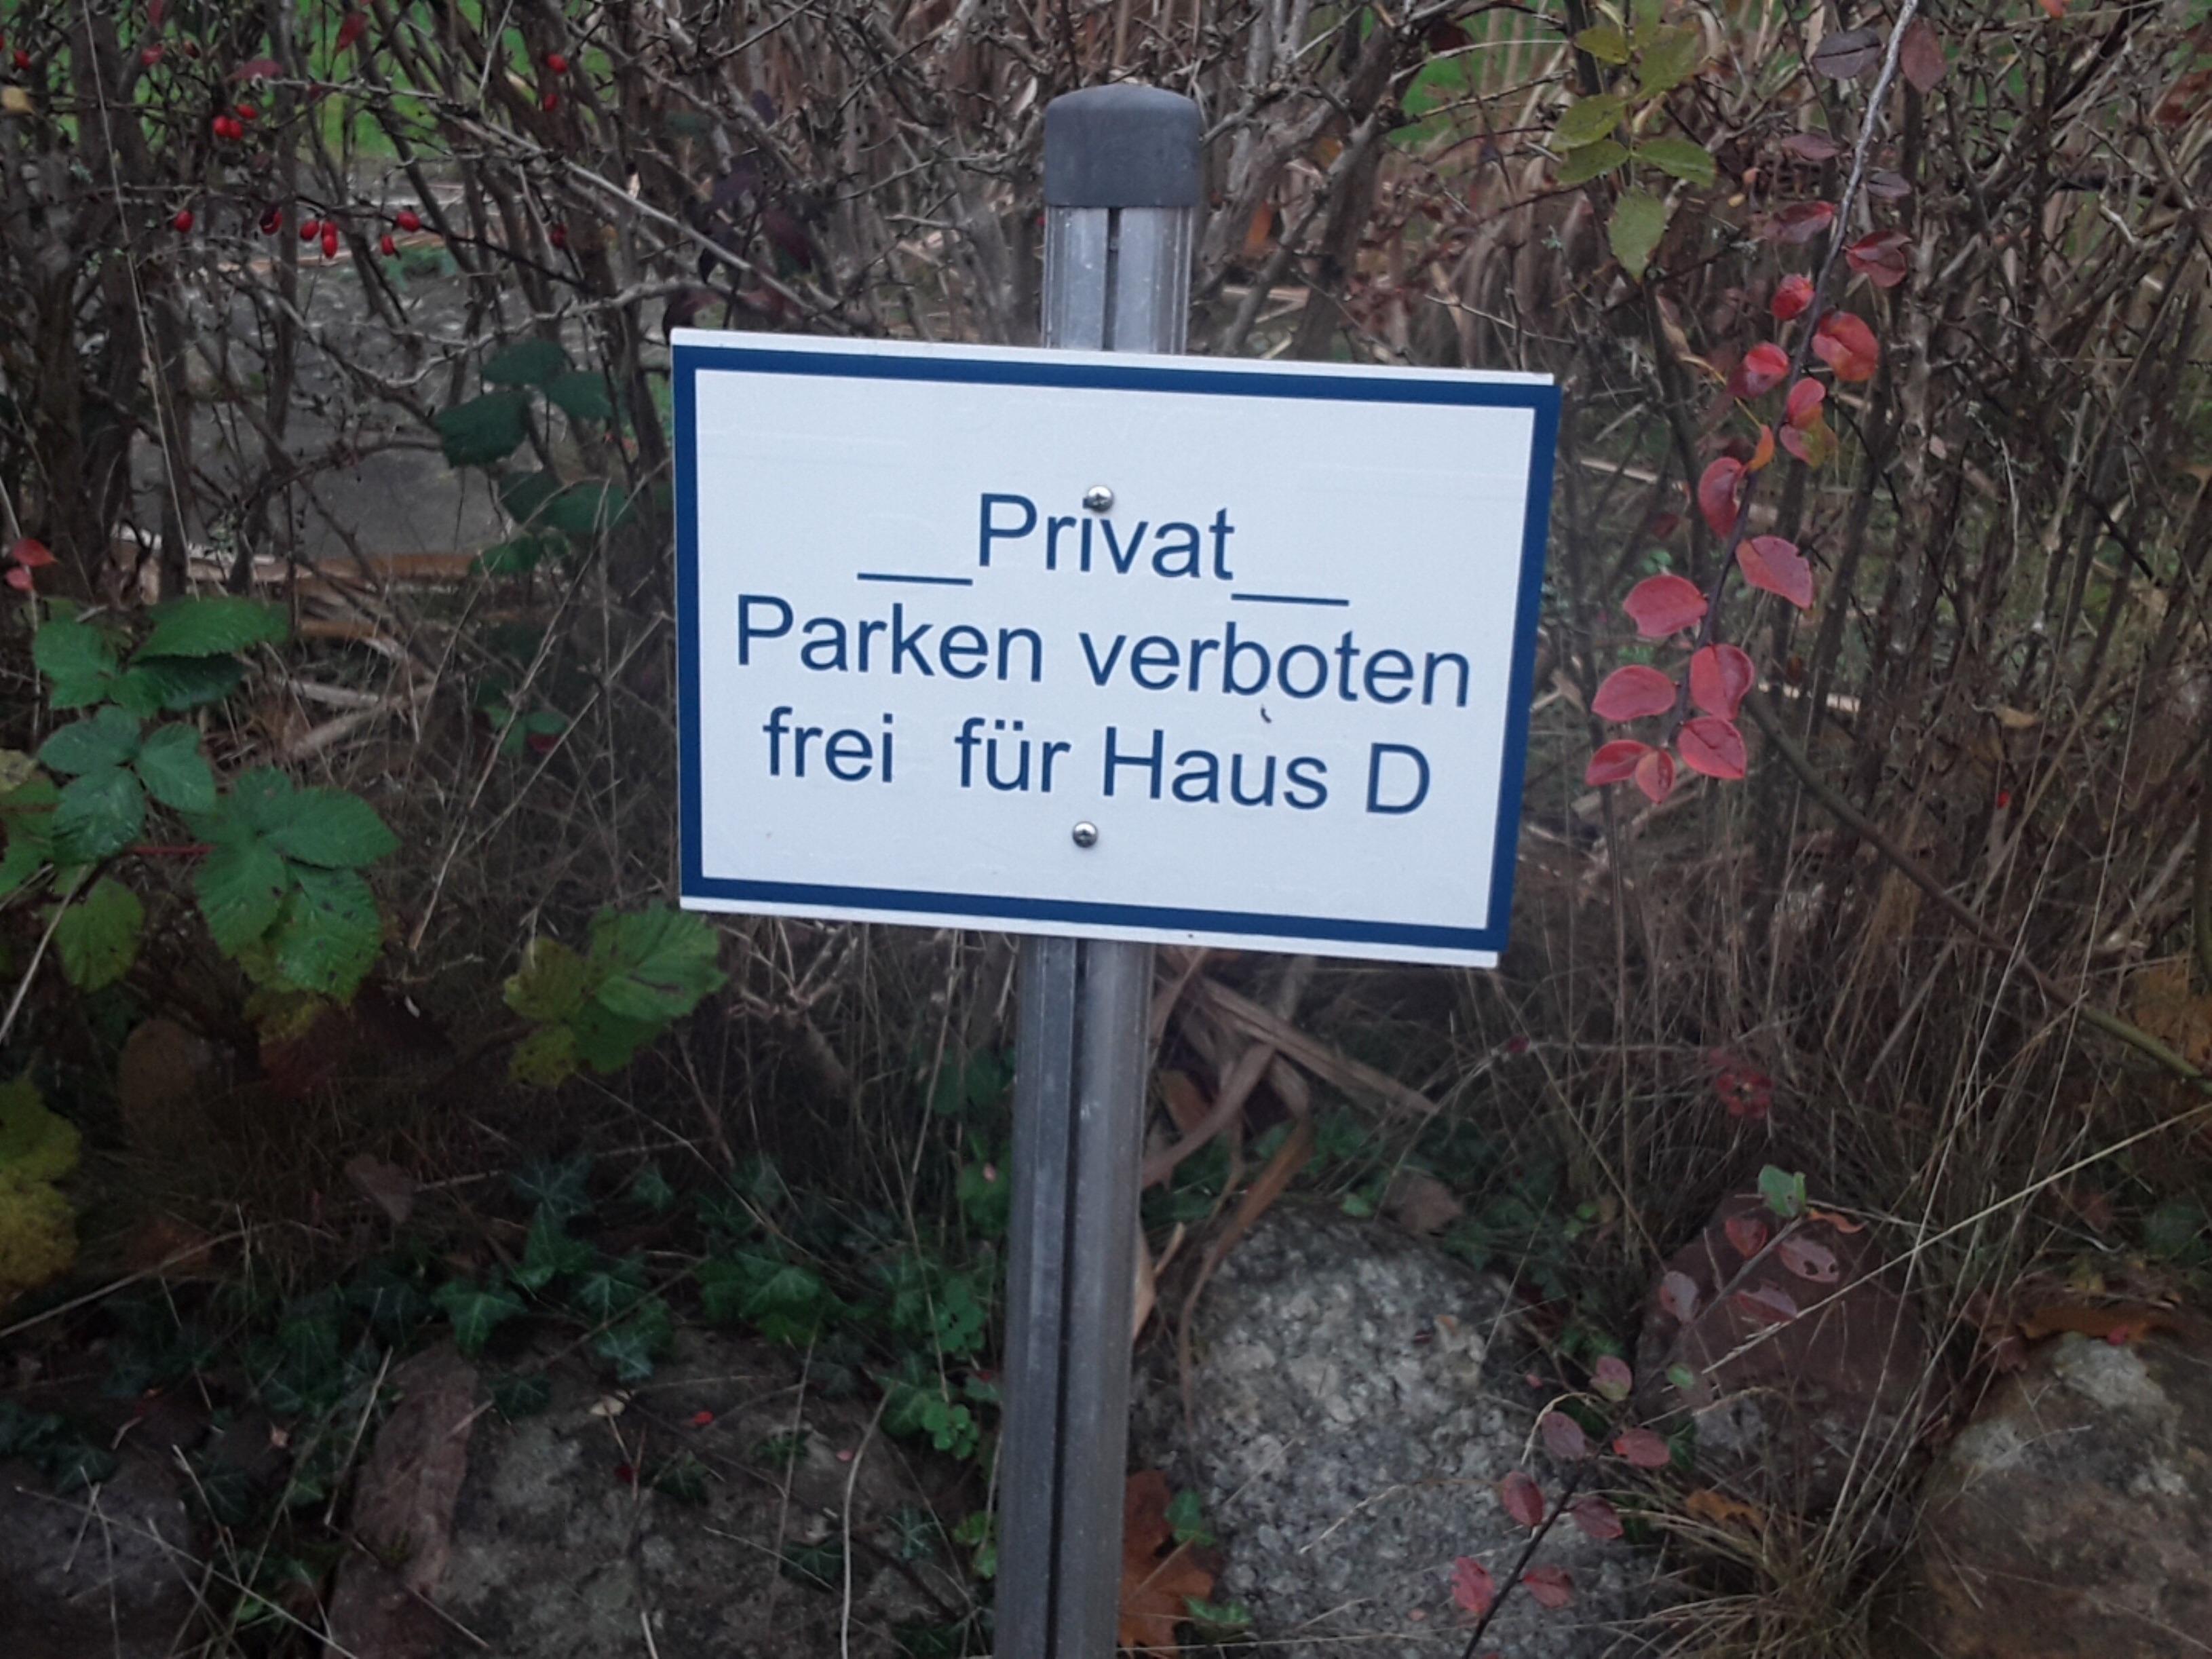 __Privat__
Parken verboten
frei  für Haus D